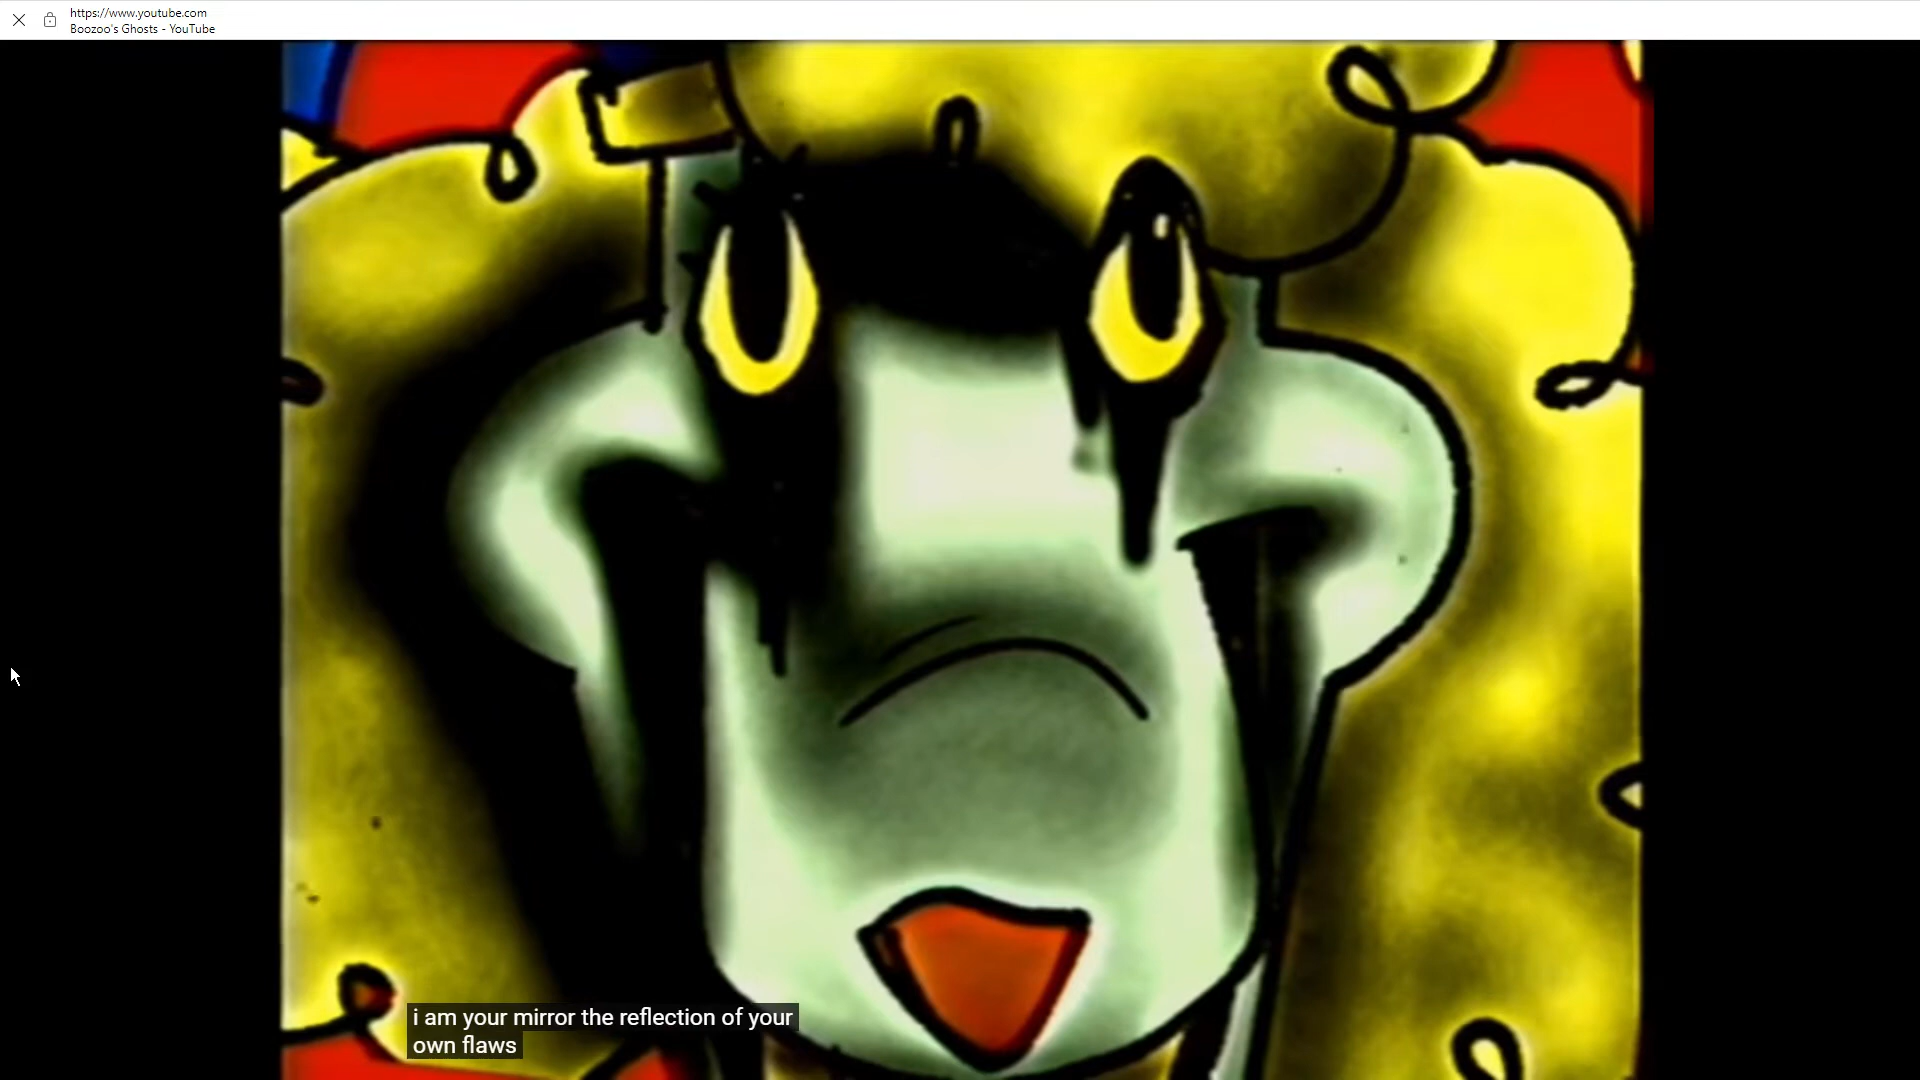 https://www.youtube.com
Boozoo's Ghosts - YouTube
i am your mirror the reflection of your
own flaws